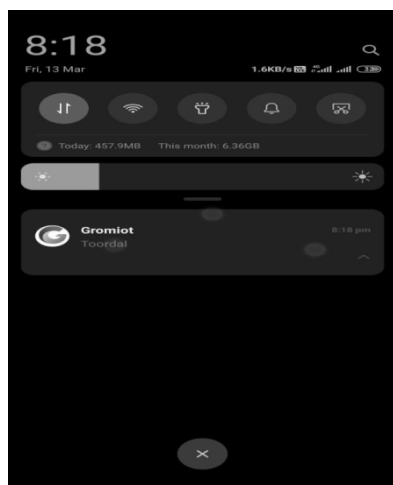 8:18
Fri, 13 Mar
1.6KB/s 4G
Today: 457.9MB This month: 6.36GB
Gromiot 8:18 pm
Toordal